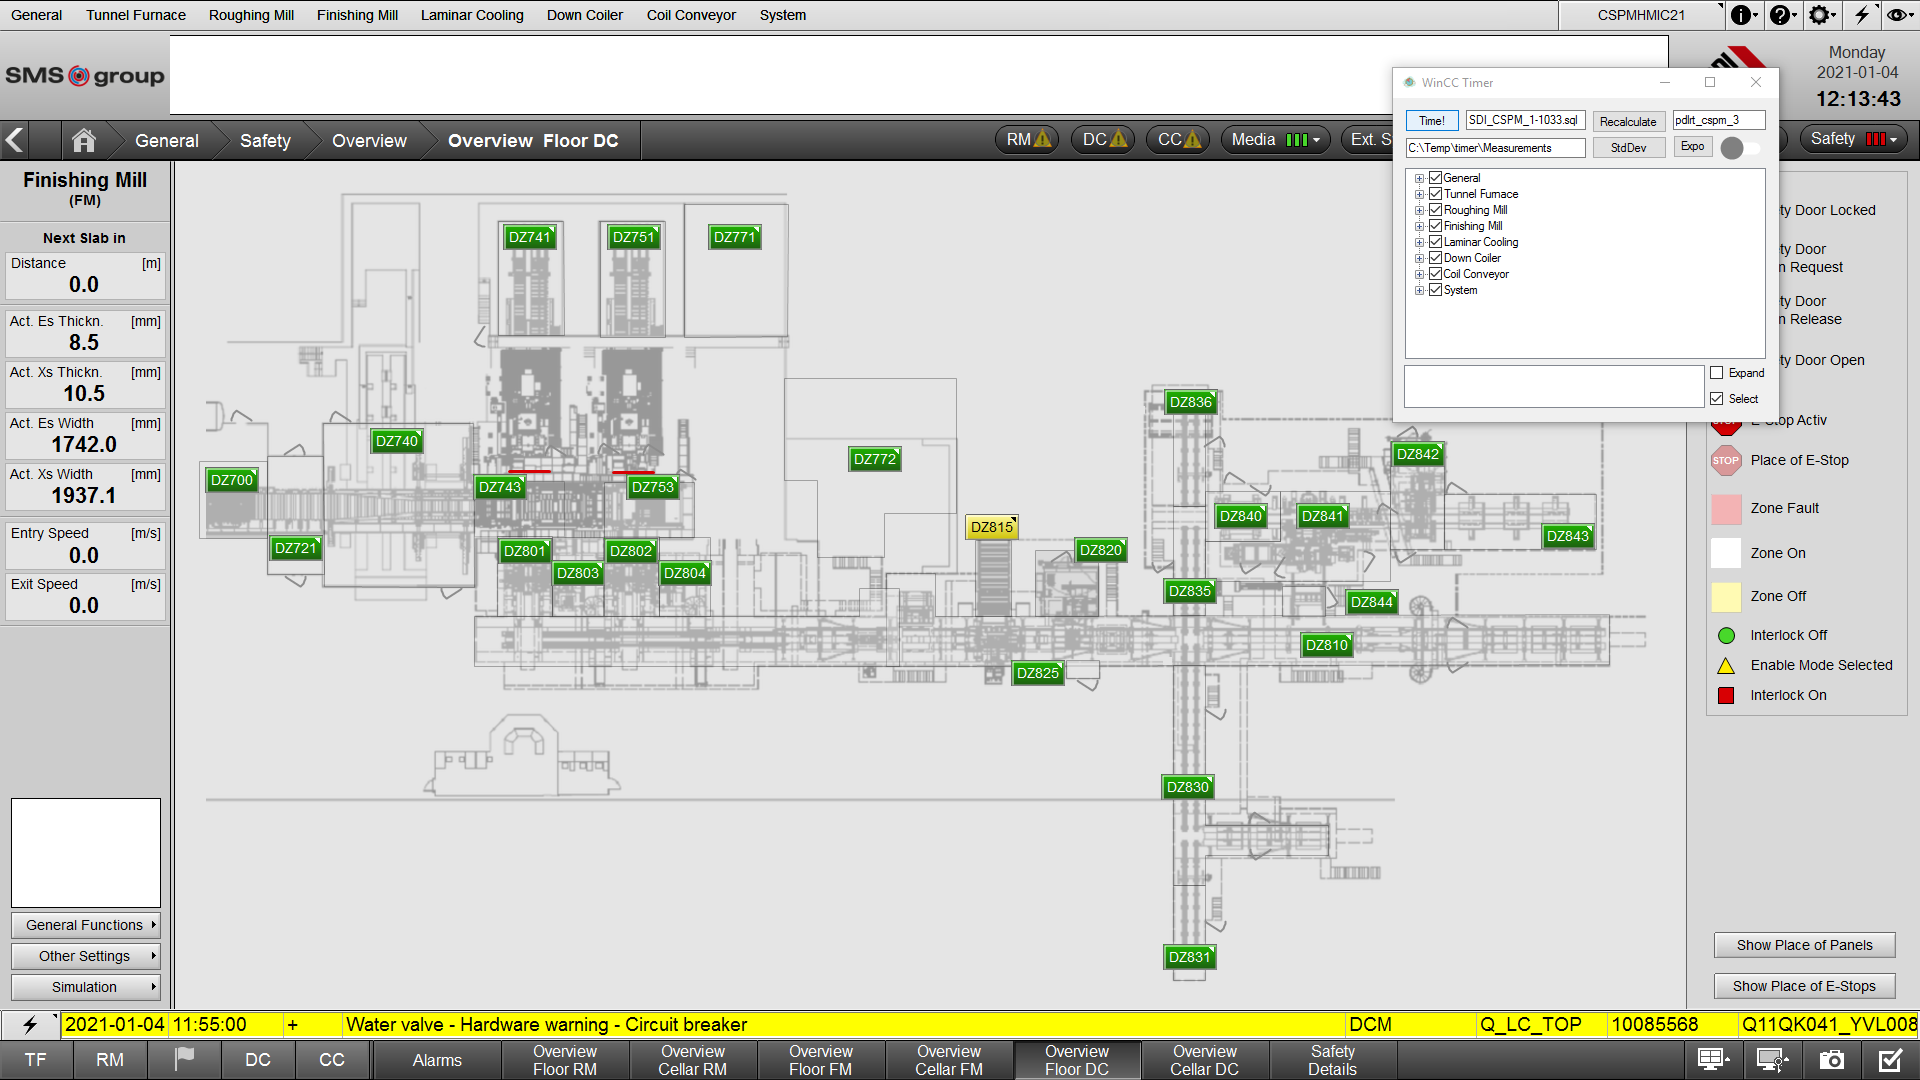 General Tunnel Furnace Roughing Mill Finishing Mill Laminar Cooling Down Coiler Coil Conveyor System CSPMHMIC21
SMS group
Monday
2021-01-04
12:13:43
General Safety Overview Overview Floor DC RM DC CC Media Ext. S Safety
WinCC Timer
Time! SDI_CSPM_1-1033.sql Recalculate pdlrt_cspm_3
C:\Temp\timer\Measurements StdDev Expo
General
Tunnel Furnace
Roughing Mill
Finishing Mill
Laminar Cooling
Down Coiler
Coil Conveyor
System
Expand
Select
Finishing Mill
(FM)
Next Slab in
Distance [m]
0.0
Act. Es Thickn. [mm]
8.5
Act. Xs Thickn. [mm]
10.5
Act. Es Width [mm]
1742.0
Act. Xs Width [mm]
1937.1
Entry Speed [m/s]
0.0
Exit Speed [m/s]
0.0
General Functions
Other Settings
Simulation
DZ741 DZ751 DZ771
DZ836
DZ740
DZ842
DZ772
DZ700
DZ743 DZ753
DZ840 DZ841
DZ815
DZ843
DZ721
DZ801 DZ802 DZ820
DZ803 DZ804
DZ835
DZ844
DZ810
DZ825
DZ830
DZ831
ty Door Locked
ty Door
n Request
ty Door
n Release
ty Door Open
E-Stop Activ
STOP Place of E-Stop
Zone Fault
Zone On
Zone Off
Interlock Off
Enable Mode Selected
Interlock On
Show Place of Panels
Show Place of E-Stops
2021-01-04 11:55:00 + Water valve - Hardware warning - Circuit breaker DCM Q_LC_TOP 10085568 Q11QK041_YVL008
TF RM DC CC Alarms
Overview
Floor RM
Overview
Cellar RM
Overview
Floor FM
Overview
Cellar FM
Overview
Floor DC
Overview
Cellar DC
Safety
Details